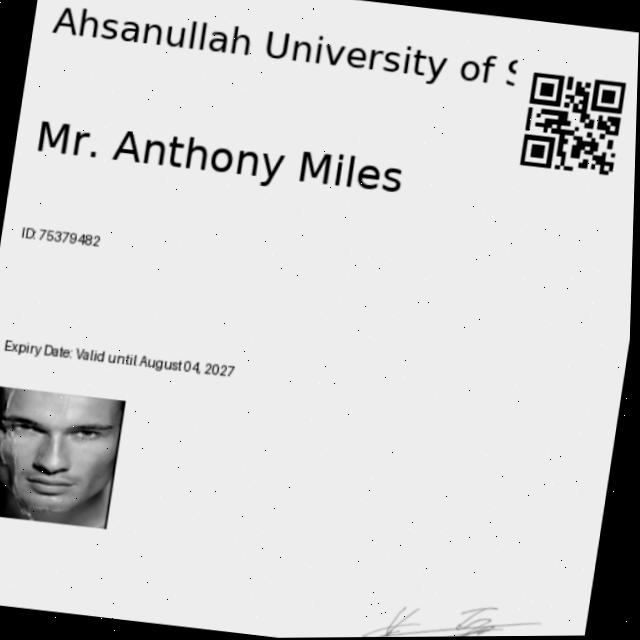 Ahsanullah University of
Mr. Anthony Miles
ID: 75379482
Expiry Date: Valid until August 04, 2027